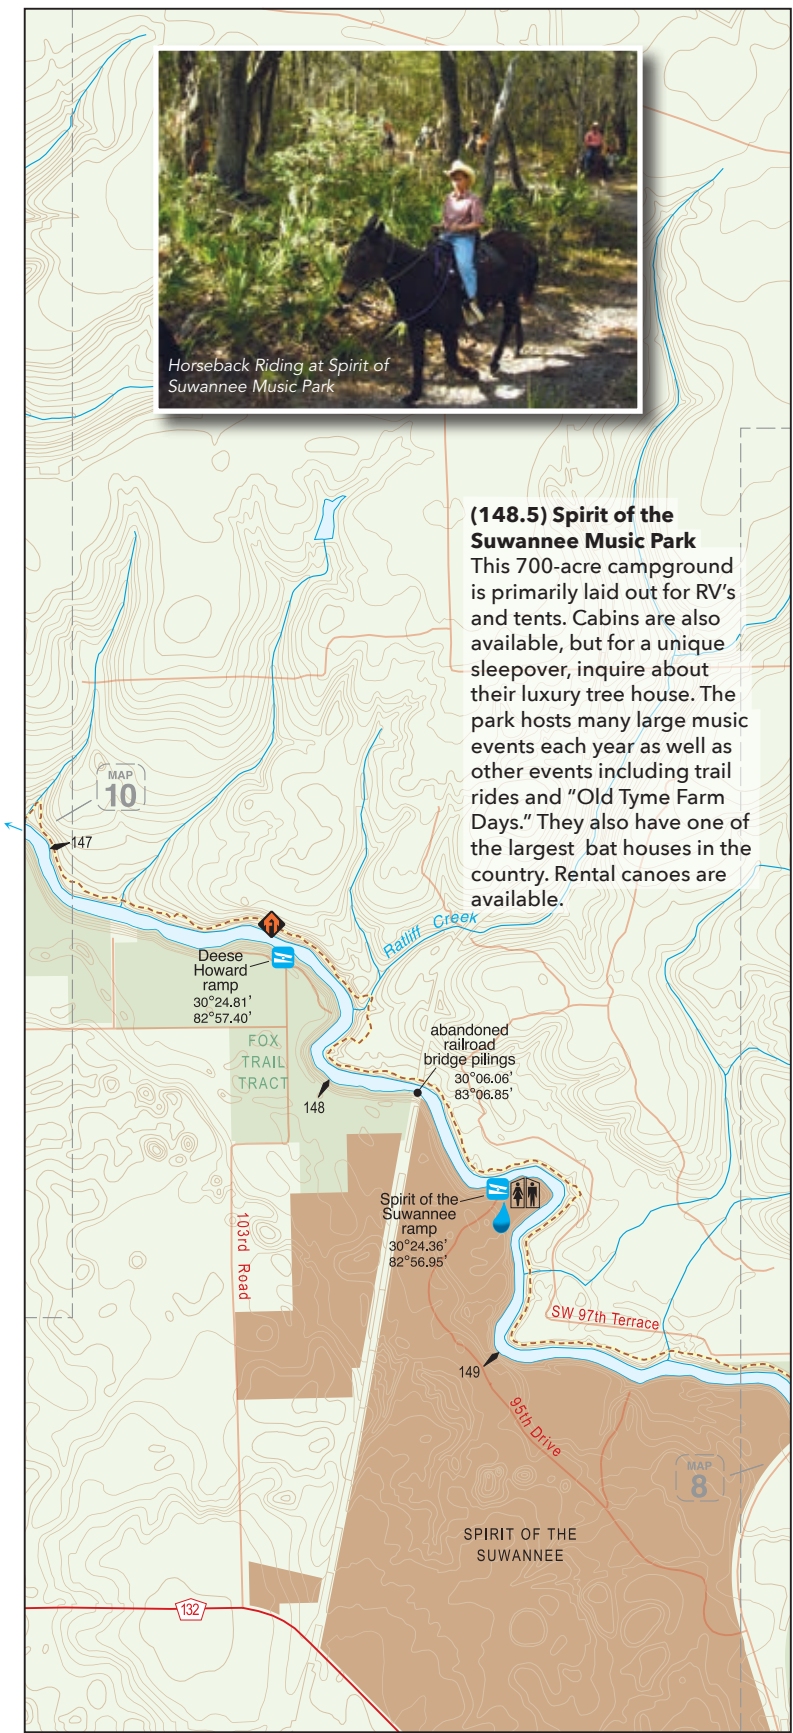 Horseback Riding at Spirit of
Suwannee Music Park
(148.5) Spirit of the
Suwannee Music Park
This 700-acre campground
is primarily laid out for RV's
and tents. Cabins are also
available, but for a unique
sleepover, inquire about
their luxury tree house. The
park hosts many large music
events each year as well as
other events including trail
rides and "Old Tyme Farm
Days." They also have one of
the largest  bat houses in the
country. Rental canoes are
available.
MAP
10
147
Ratliff Creek
Deese
Howard
ramp
30°24.81'
82°57.40'
FOX
TRAIL
TRACT
abandoned
railroad
bridge pilings
30°06.06'
83°06.85'
148
Spirit of the
Suwannee
ramp
30°24.36'
82°56.95'
103rd Road
SW 97th Terrace
149
95th Drive
MAP
8
SPIRIT OF THE
SUWANNEE
132